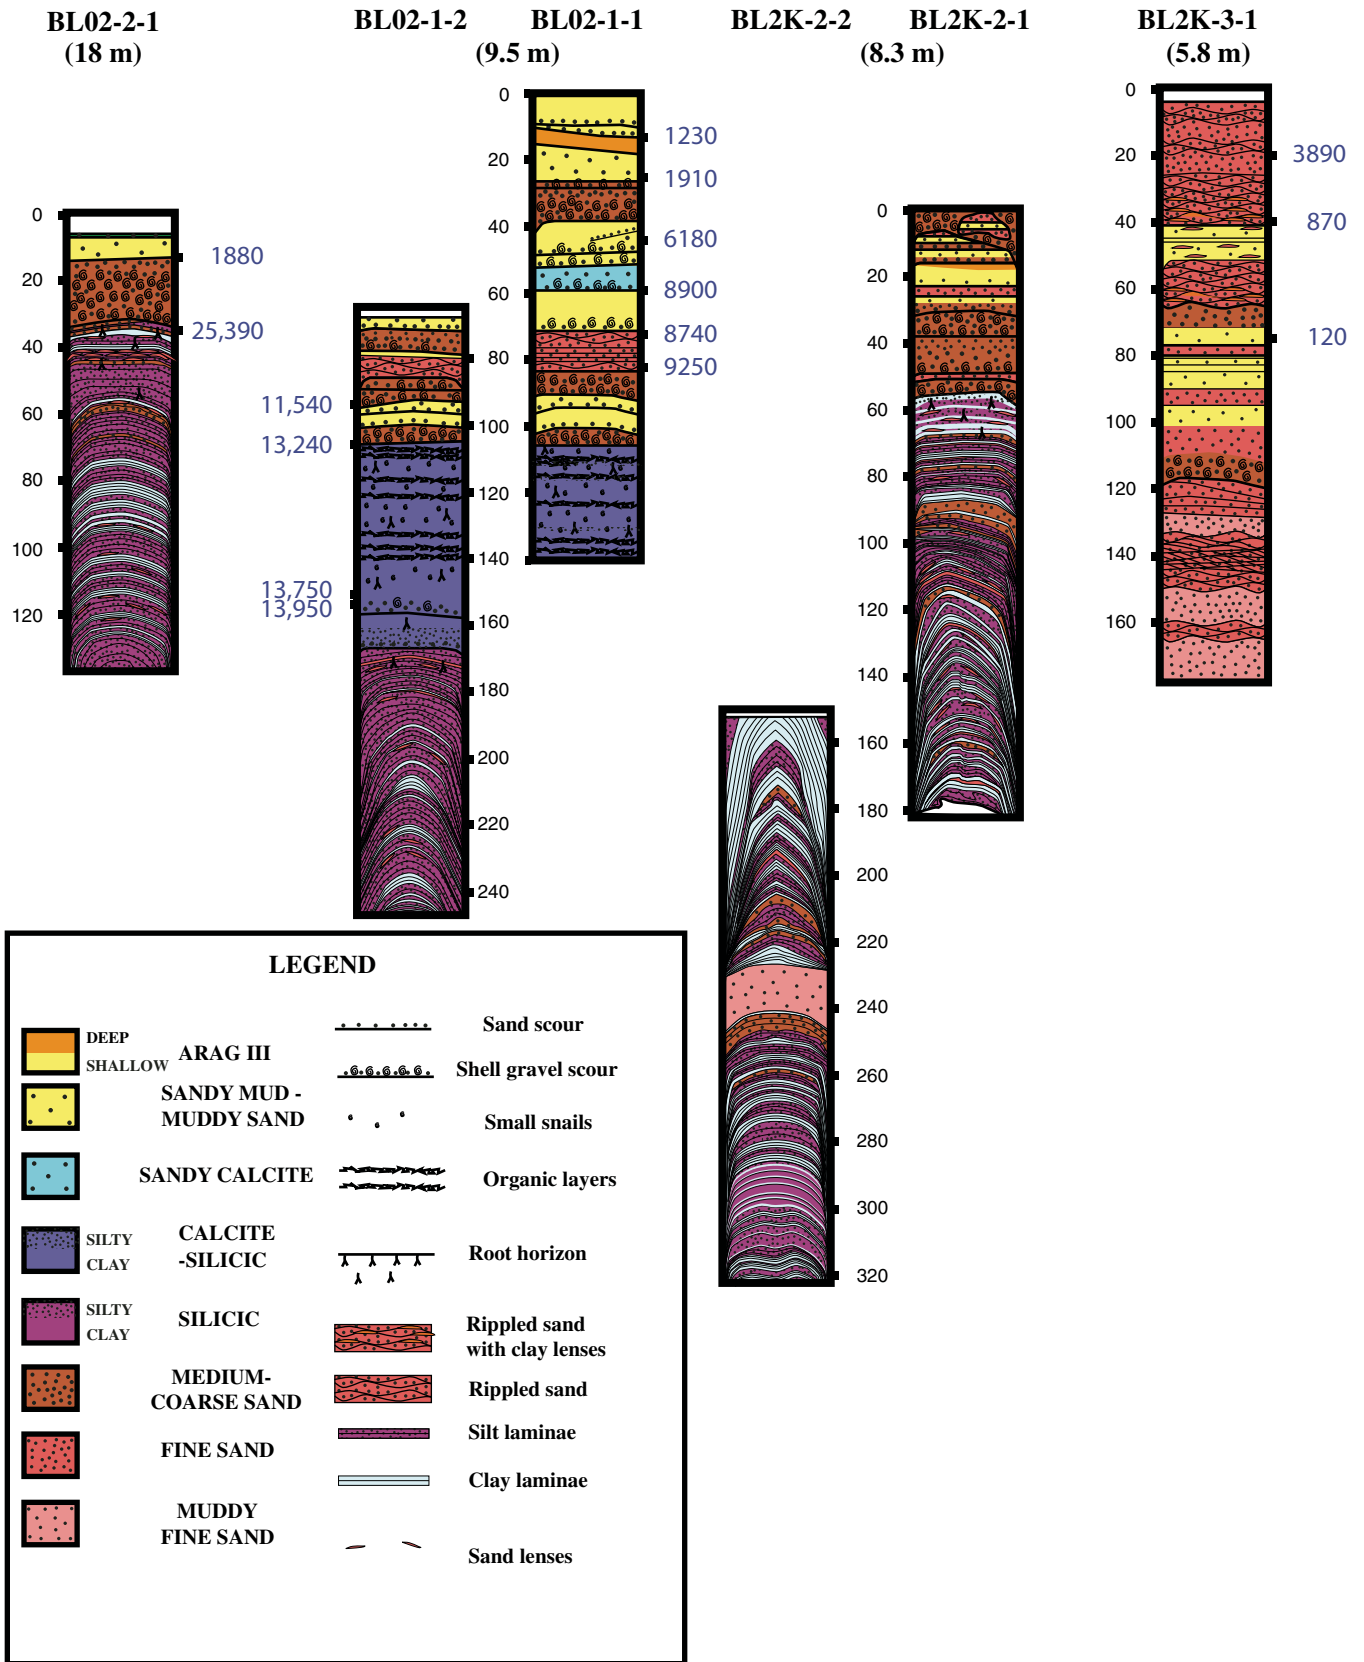 BL02-2-1
(18 m)
BL02-1-2 BL02-1-1
(9.5 m)
BL2K-2-2 BL2K-2-1
(8.3 m)
BL2K-3-1
(5.8 m)
0
20
40
60
80
100
120
1880
25,390
11,540
13,240
13,750
13,950
0
20
40
60
80
100
120
140
160
180
200
220
240
1230
1910
6180
8900
8740
9250
0
20
40
60
80
100
120
140
160
180
200
220
240
260
280
300
320
0
20
40
60
80
100
120
140
160
3890
870
120
LEGEND
DEEP
SHALLOW
ARAG III
SANDY MUD -
MUDDY SAND
SANDY CALCITE
SILTY
CLAY
CALCITE
-SILICIC
SILTY
CLAY
SILICIC
MEDIUM-
COARSE SAND
FINE SAND
MUDDY
FINE SAND
Sand scour
Shell gravel scour
Small snails
Organic layers
Root horizon
Rippled sand
with clay lenses
Rippled sand
Silt laminae
Clay laminae
Sand lenses